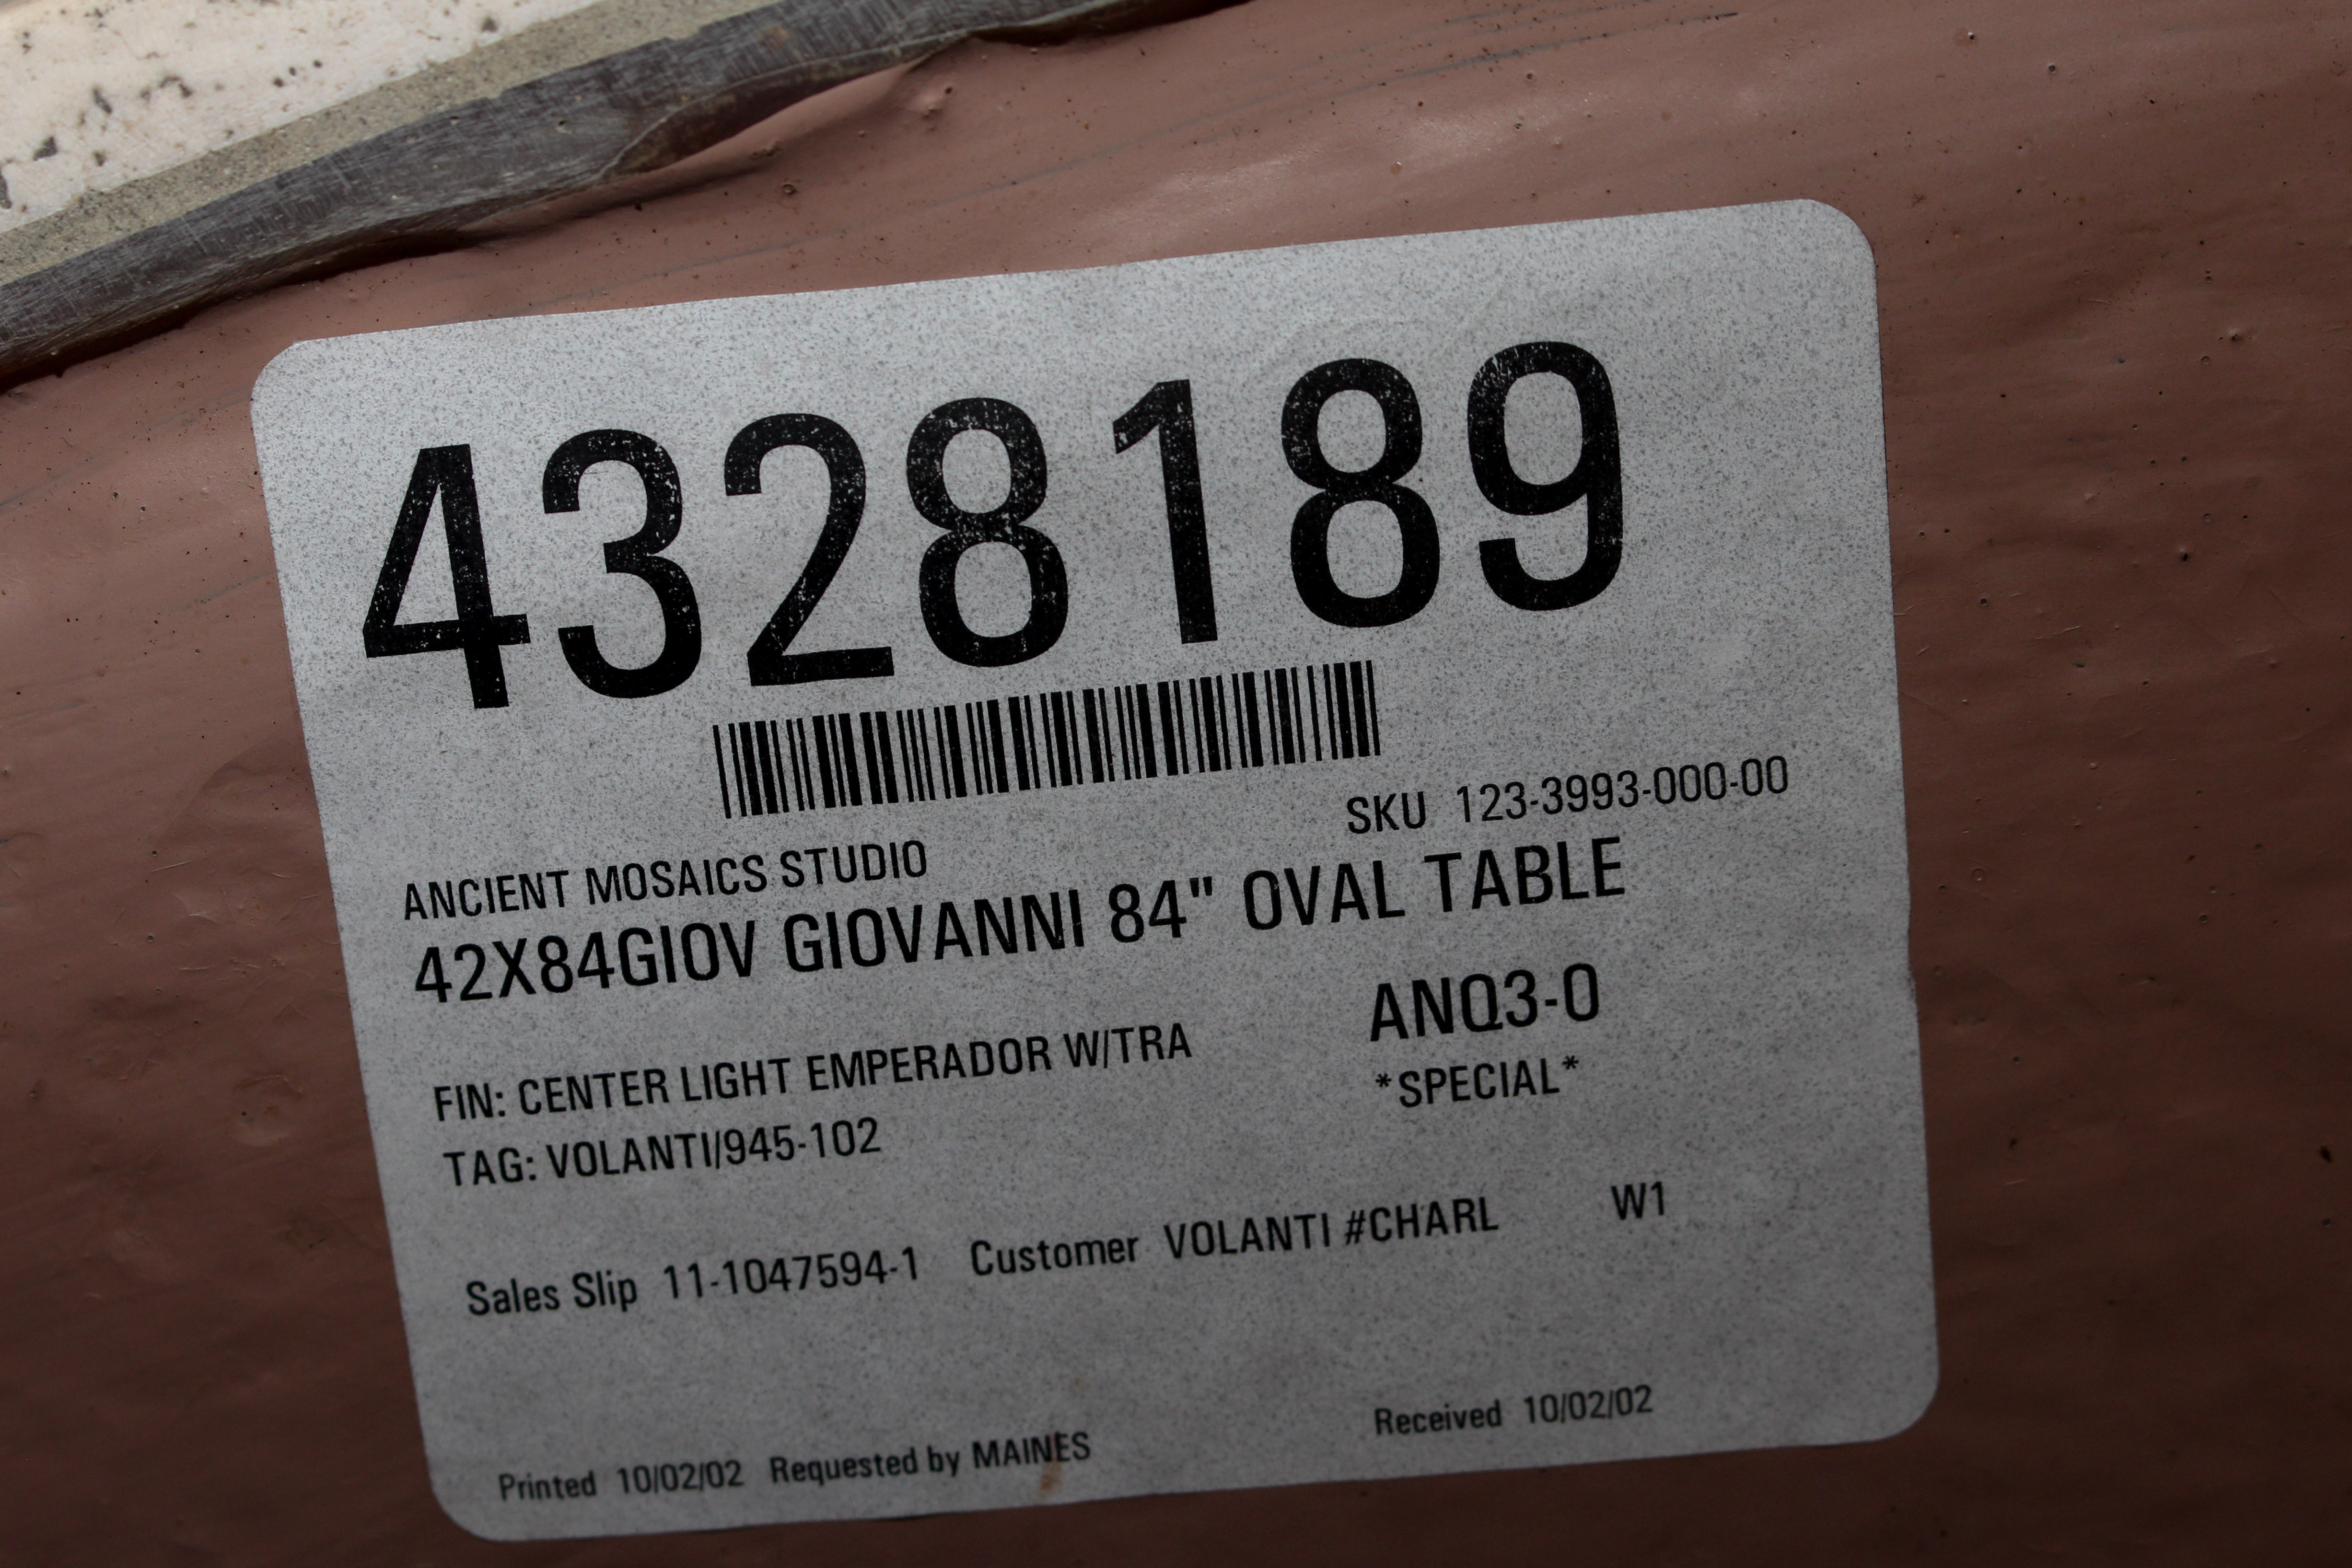 4328189
SKU 123-3993-000-00
ANCIENT MOSAICS STUDIO
42X84GIOV GIOVANNI 84" OVAL TABLE
ANQ3-0
FIN: CENTER LIGHT EMPERADOR W/TRA
*SPECIAL*
TAG: VOLANTI/945-102
Sales Slip 11-1047594-1 Customer VOLANTI #CHARL W1
Printed 10/02/02 Requested by MAINES Received 10/02/02